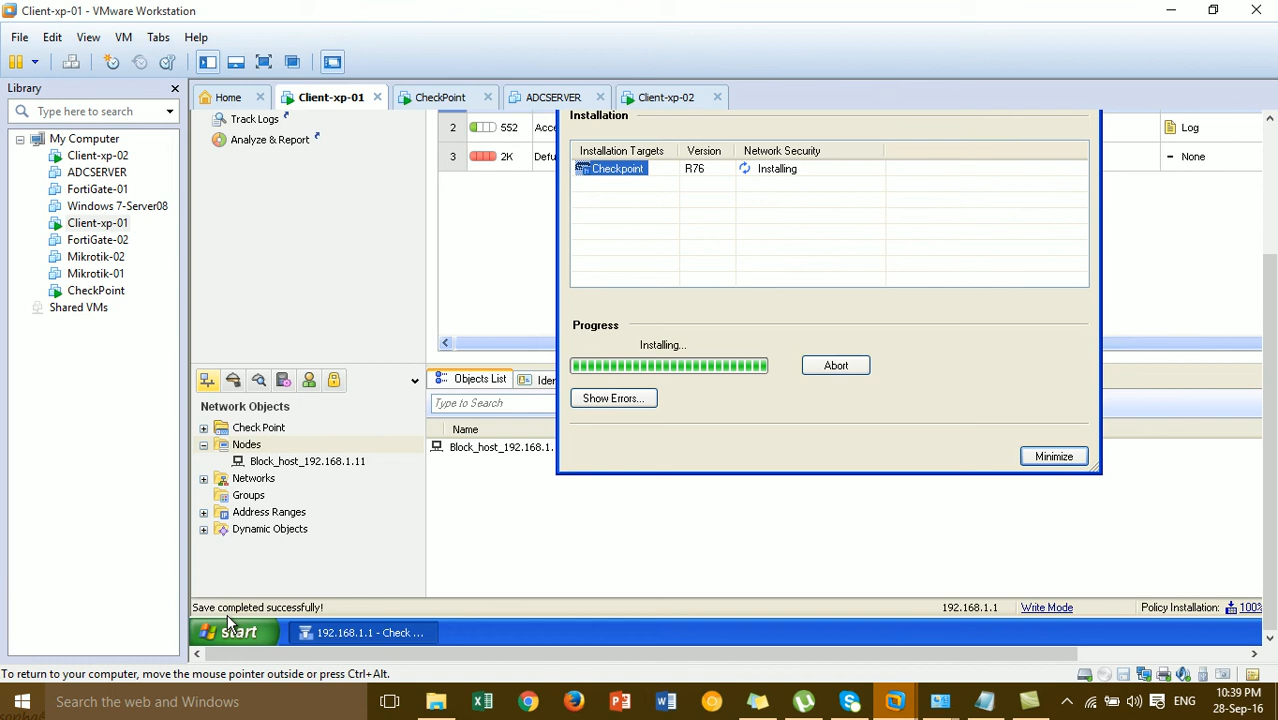 Client-xp-01 - VMware Workstation
File Edit View VM Tabs Help
Library
Type here to search
My Computer
Client-xp-02
ADCSERVER
FortiGate-01
Windows 7-Server08
Client-xp-01
FortiGate-02
Mikrotik-02
Mikrotik-01
CheckPoint
Shared VMs
Home Client-xp-01 CheckPoint ADCSERVER Client-xp-02
Track Logs
Analyze & Report
2 552 Acce Log
3 2K Defu None
Installation
Installation Targets Version Network Security
Checkpoint R76 Installing
Progress
Installing...
Abort
Show Errors...
Minimize
Network Objects
Check Point
Nodes
Block_host_192.168.1.11
Networks
Groups
Address Ranges
Dynamic Objects
Objects List Iden
Type to Search
Name
Block_host_192.168.1.
Save completed successfully! 192.168.1.1 Write Mode Policy Installation: 100%
start 192.168.1.1 - Check ...
To return to your computer, move the mouse pointer outside or press Ctrl+Alt.
Search the web and Windows
ENG
10:39 PM
28-Sep-16